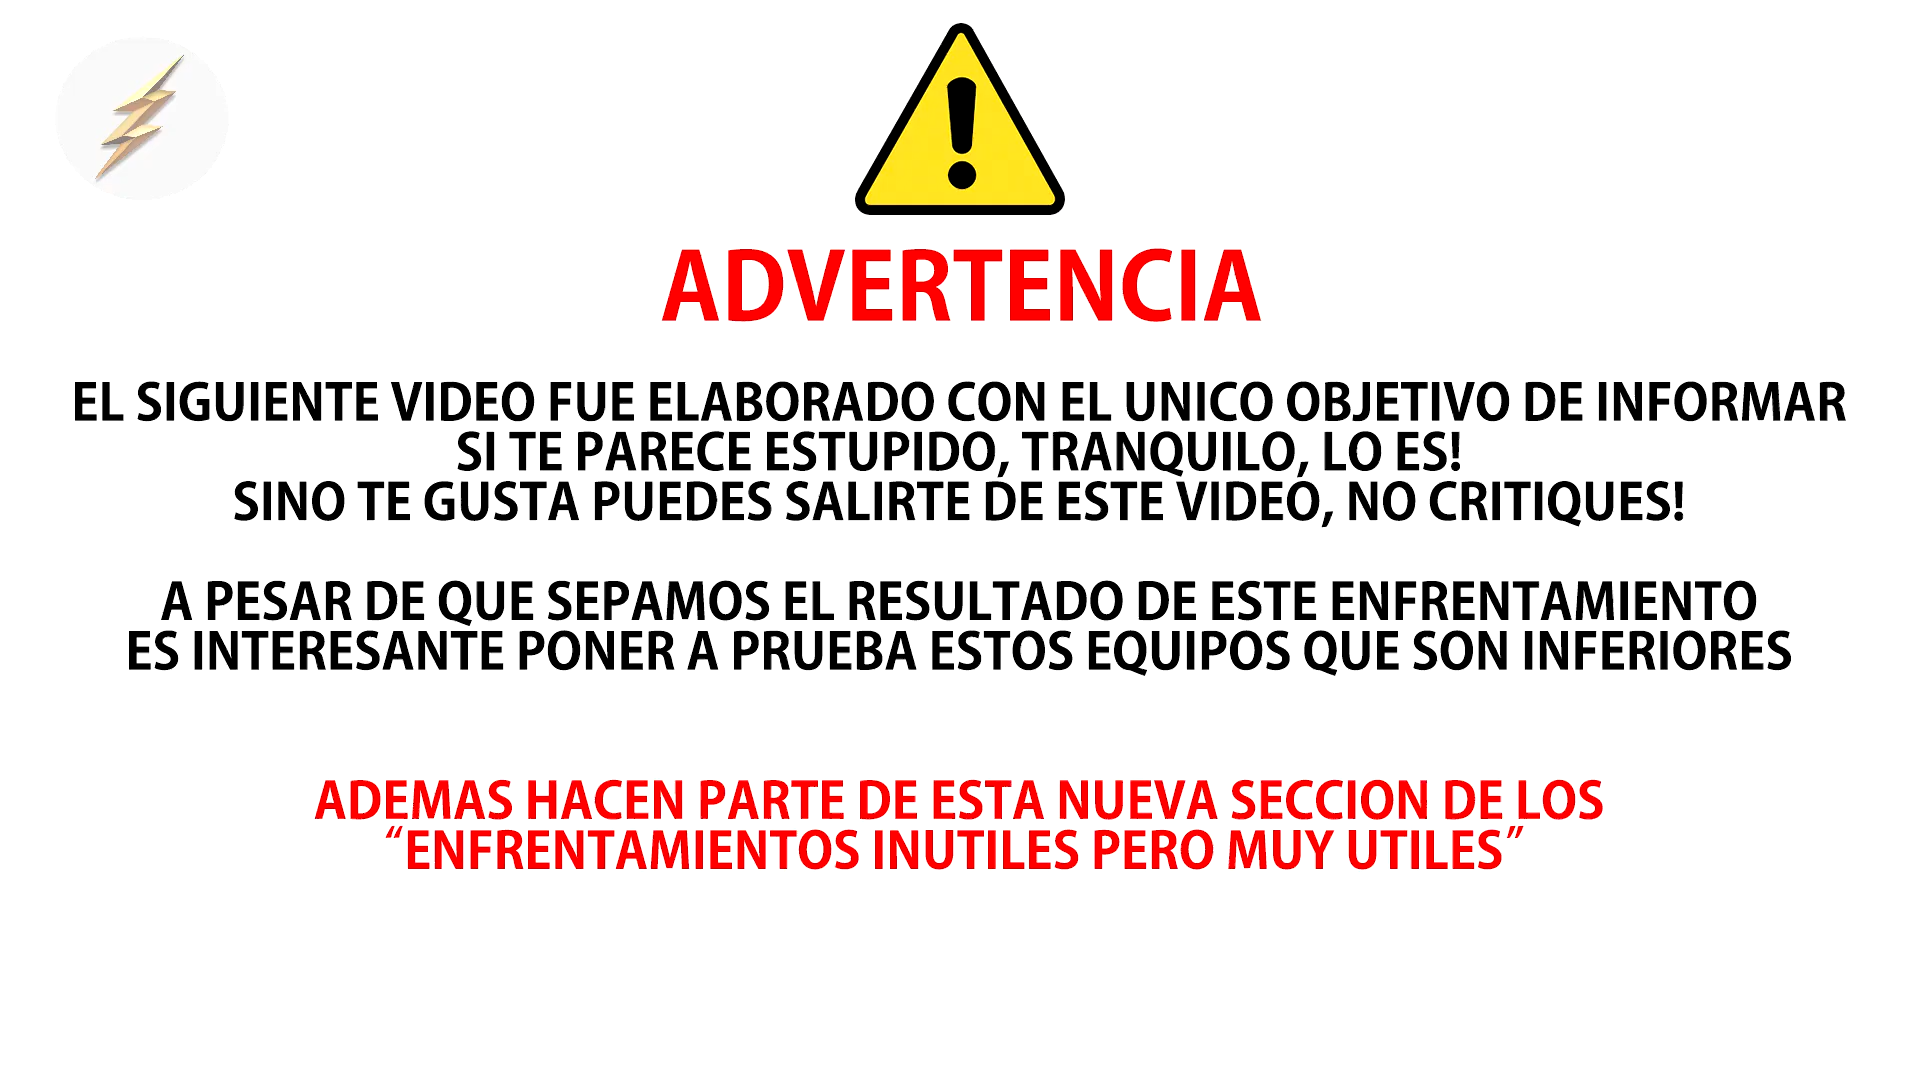 ADVERTENCIA
EL SIGUIENTE VIDEO FUE ELABORADO CON EL UNICO OBJETIVO DE INFORMAR
SI TE PARECE ESTUPIDO, TRANQUILO, LO ES!
SINO TE GUSTA PUEDES SALIRTE DE ESTE VIDEO, NO CRITIQUES!
A PESAR DE QUE SEPAMOS EL RESULTADO DE ESTE ENFRENTAMIENTO
ES INTERESANTE PONER A PRUEBA ESTOS EQUIPOS QUE SON INFERIORES
ADEMAS HACEN PARTE DE ESTA NUEVA SECCION DE LOS
“ENFRENTAMIENTOS INUTILES PERO MUY UTILES”